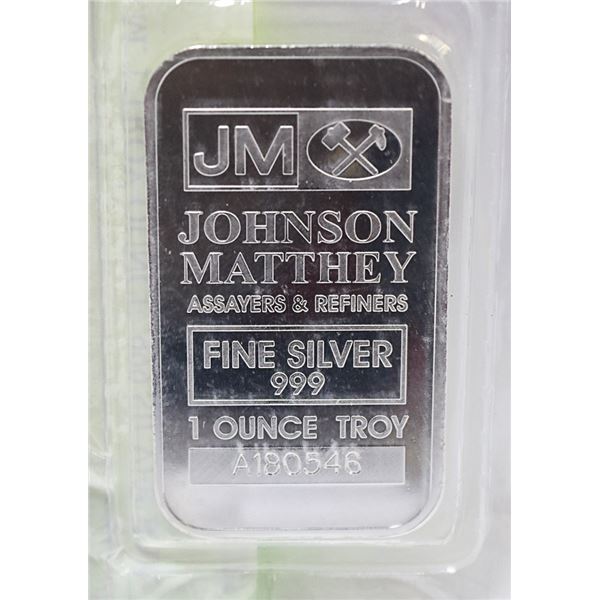 JM
JOHNSON
MATTHEY
ASSAYERS & REFINERS
FINE SILVER
999
1 OUNCE TROY
A180546